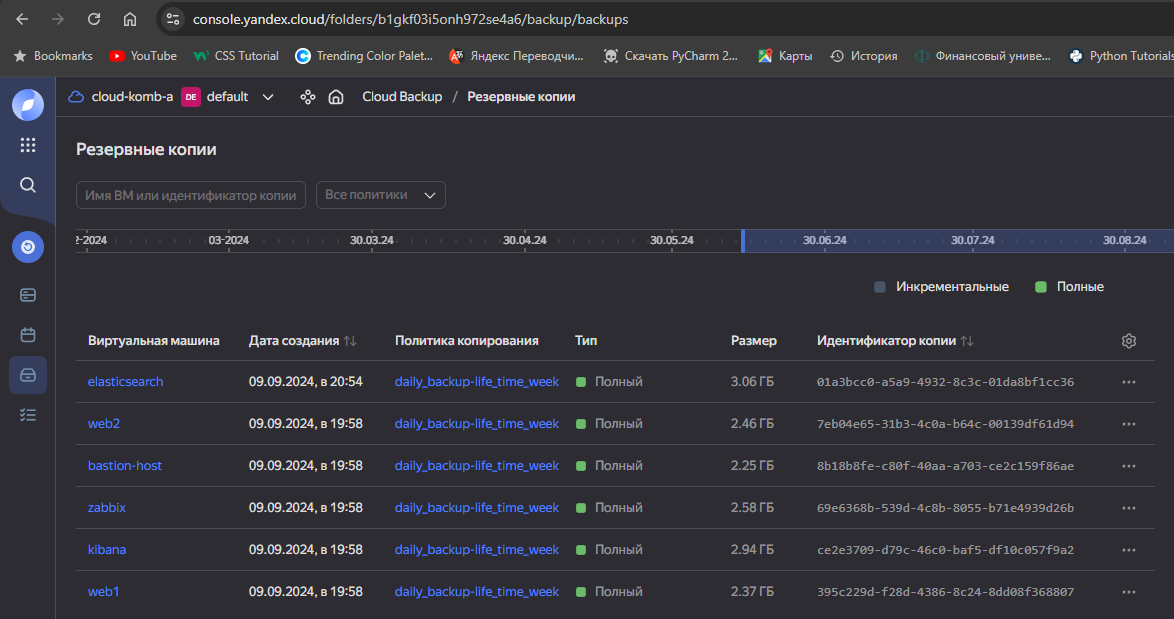 console.yandex.cloud/folders/b1gkf03i5onh972se4a6/backup/backups
Bookmarks YouTube CSS Tutorial Trending Color Palet... Яндекс Переводчи... Скачать PyCharm 2... Карты История Финансовый униве... Python Tutorials
cloud-komb-a DE default Cloud Backup / Резервные копии
Резервные копии
Имя ВМ или идентификатор копии Все политики
2-2024 03-2024 30.03.24 30.04.24 30.05.24 30.06.24 30.07.24 30.08.24
Инкрементальные Полные
Виртуальная машина Дата создания Политика копирования Тип Размер Идентификатор копии
elasticsearch 09.09.2024, в 20:54 daily_backup-life_time_week Полный 3.06 ГБ 01a3bcc0-a5a9-4932-8c3c-01da8bf1cc36
web2 09.09.2024, в 19:58 daily_backup-life_time_week Полный 2.46 ГБ 7eb04e65-31b3-4c0a-b64c-00139df61d94
bastion-host 09.09.2024, в 19:58 daily_backup-life_time_week Полный 2.25 ГБ 8b18b8fe-c80f-40aa-a703-ce2c159f86ae
zabbix 09.09.2024, в 19:58 daily_backup-life_time_week Полный 2.58 ГБ 69e6368b-539d-4c8b-8055-b71e4939d26b
kibana 09.09.2024, в 19:58 daily_backup-life_time_week Полный 2.94 ГБ ce2e3709-d79c-46c0-baf5-df10c057f9a2
web1 09.09.2024, в 19:58 daily_backup-life_time_week Полный 2.37 ГБ 395c229d-f28d-4386-8c24-8dd08f368807